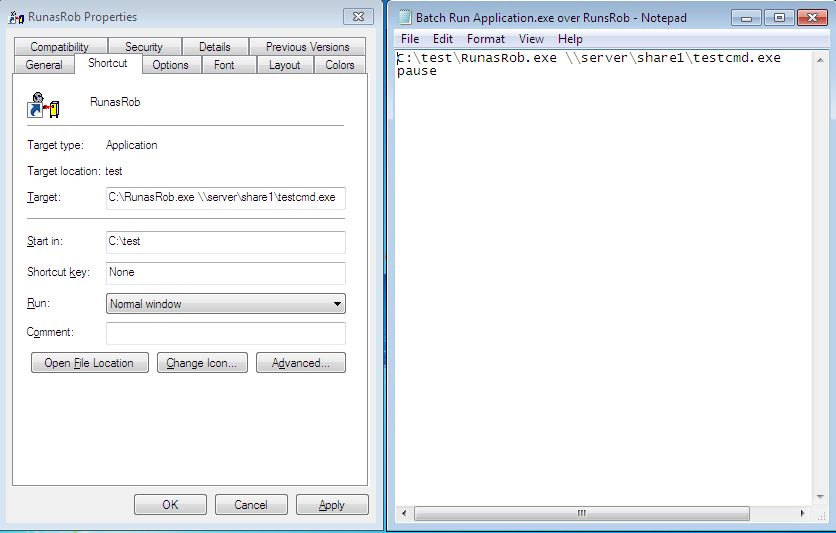 RunasRob Properties
Compatibility Security Details Previous Versions
General Shortcut Options Font Layout Colors
RunasRob
Target type: Application
Target location: test
Target: C:\RunasRob.exe \\server\share1\testcmd.exe
Start in: C:\test
Shortcut key: None
Run: Normal window
Comment:
Open File Location Change Icon... Advanced...
OK Cancel Apply
Batch Run Application.exe over RunsRob - Notepad
File Edit Format View Help
C:\test\RunasRob.exe \\server\share1\testcmd.exe
pause